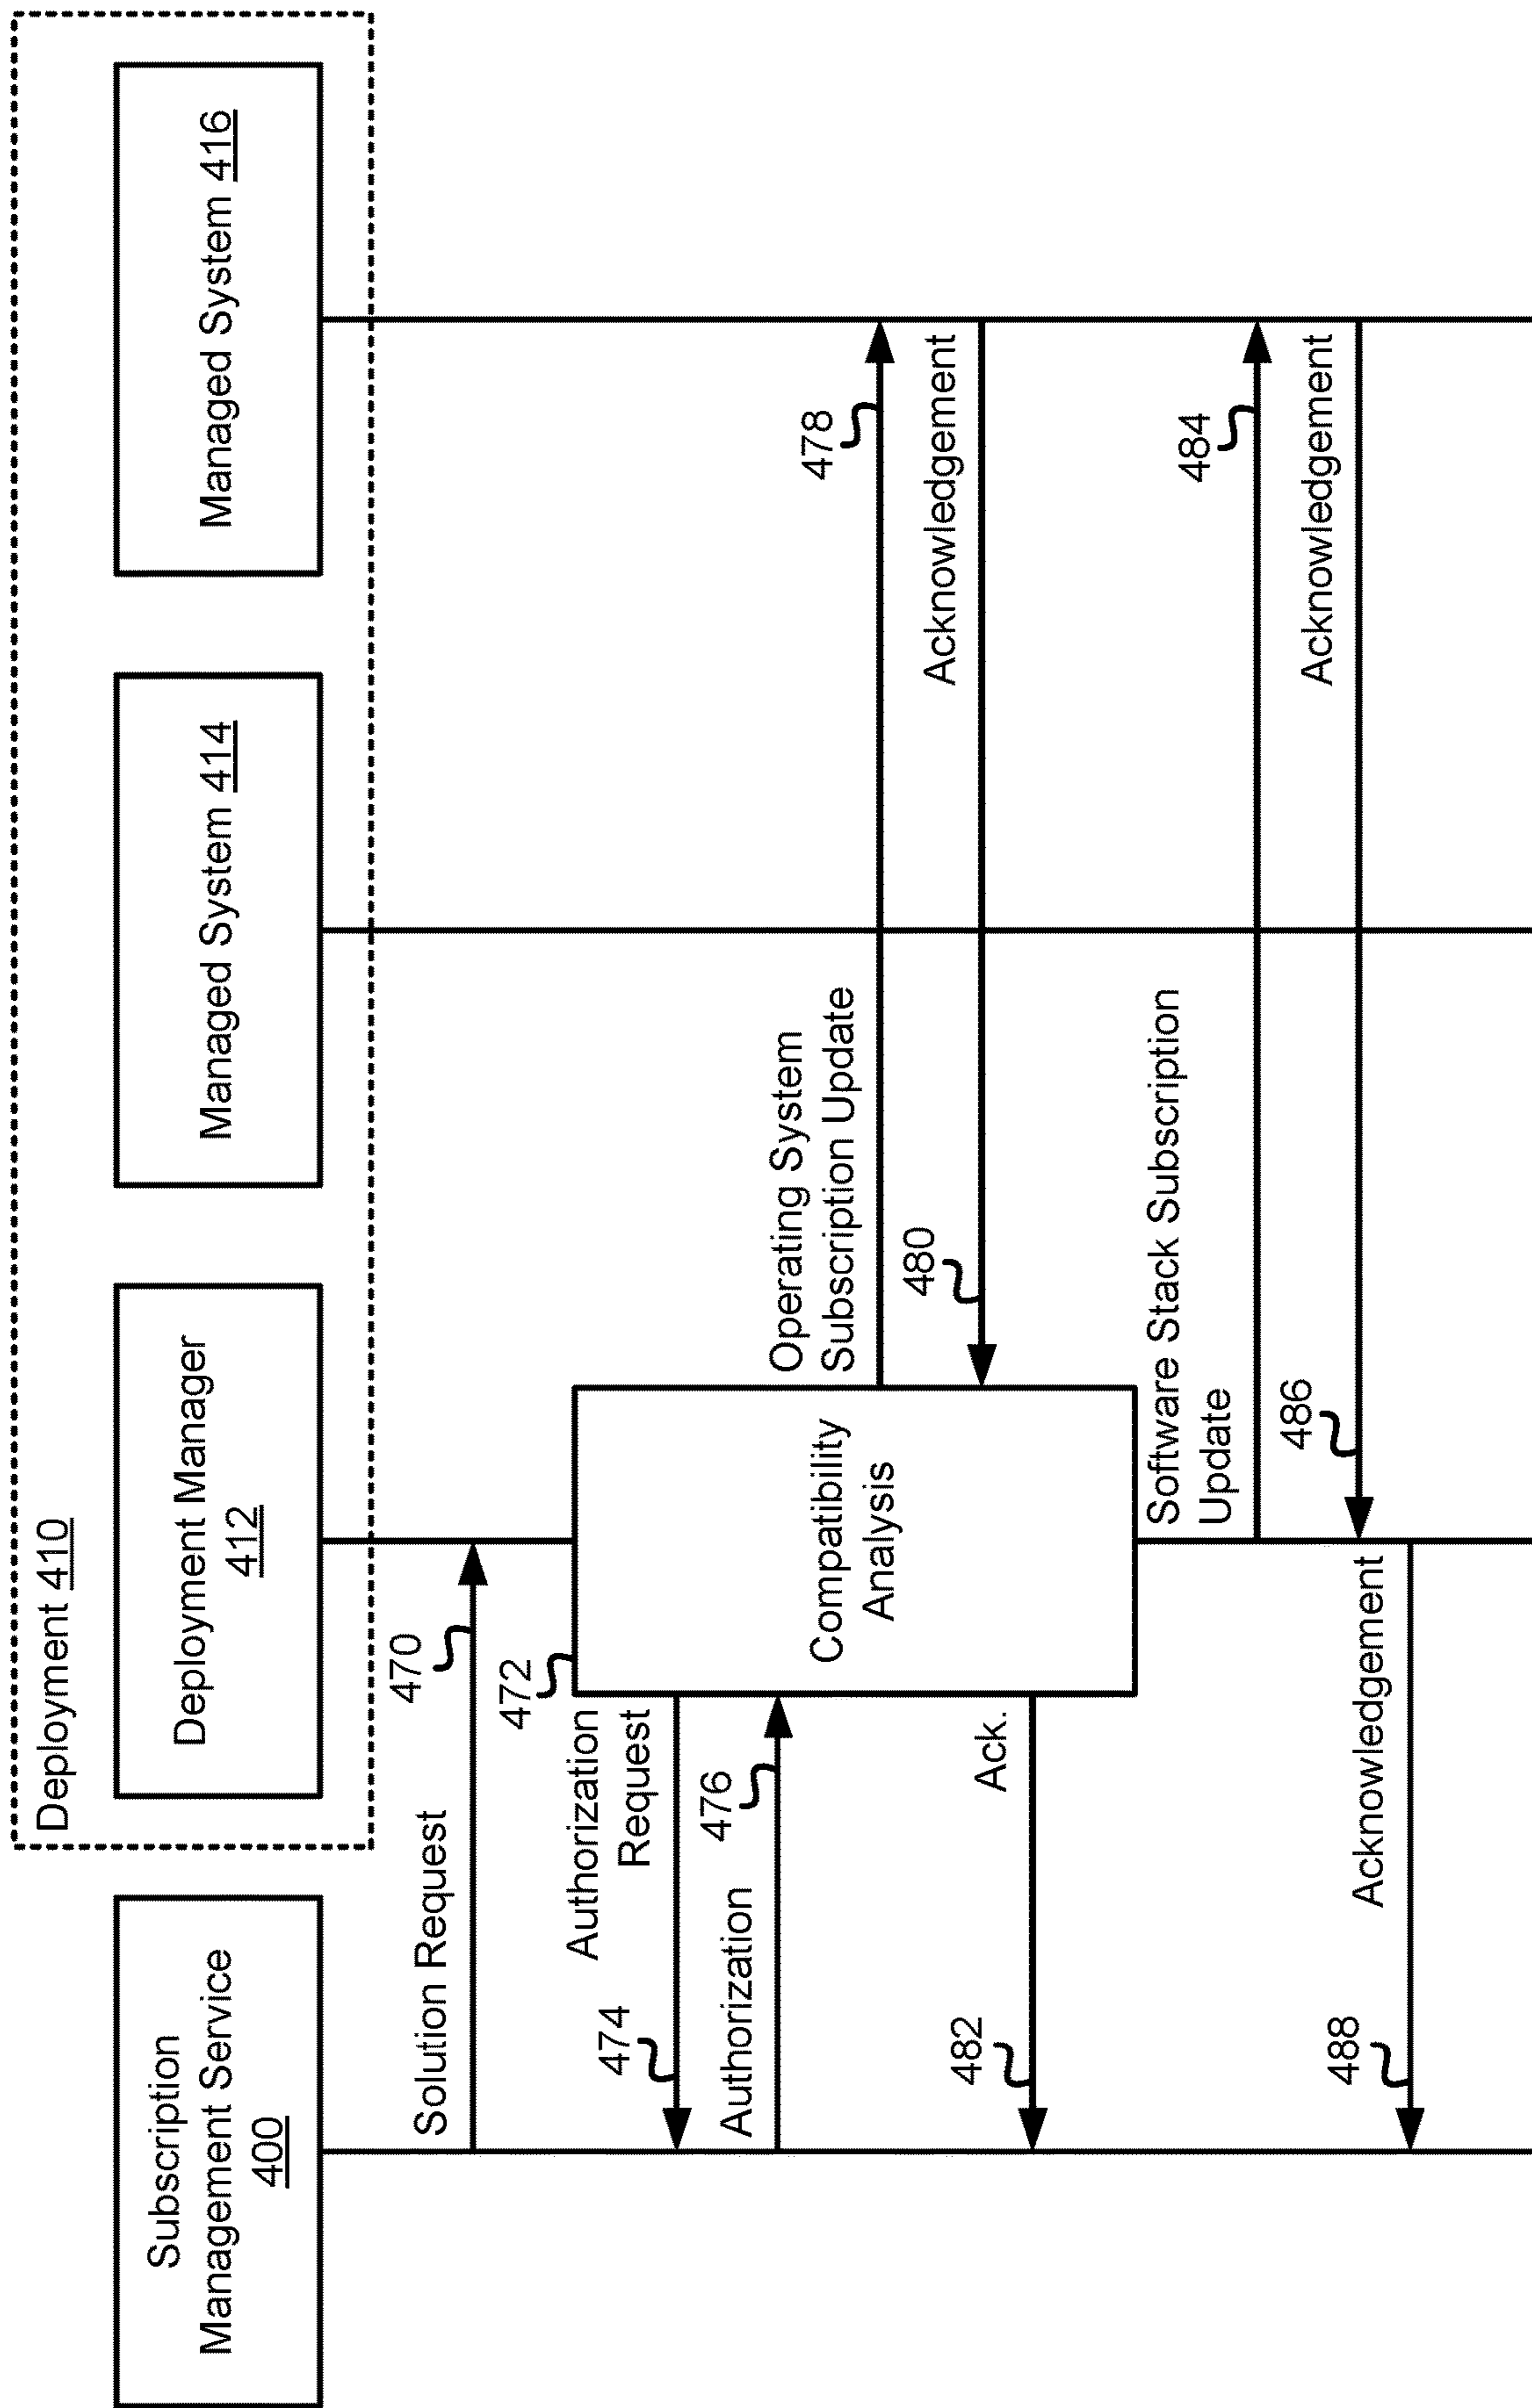 Deployment 410
Subscription
Management Service
400
Deployment Manager
412
Managed System 414
Managed System 416
Solution Request
470
472
Authorization
Request
474
Authorization
476
Compatibility
Analysis
Operating System
Subscription Update
478
480
Acknowledgement
Ack.
482
Software Stack Subscription
Update
484
486
Acknowledgement
Acknowledgement
488